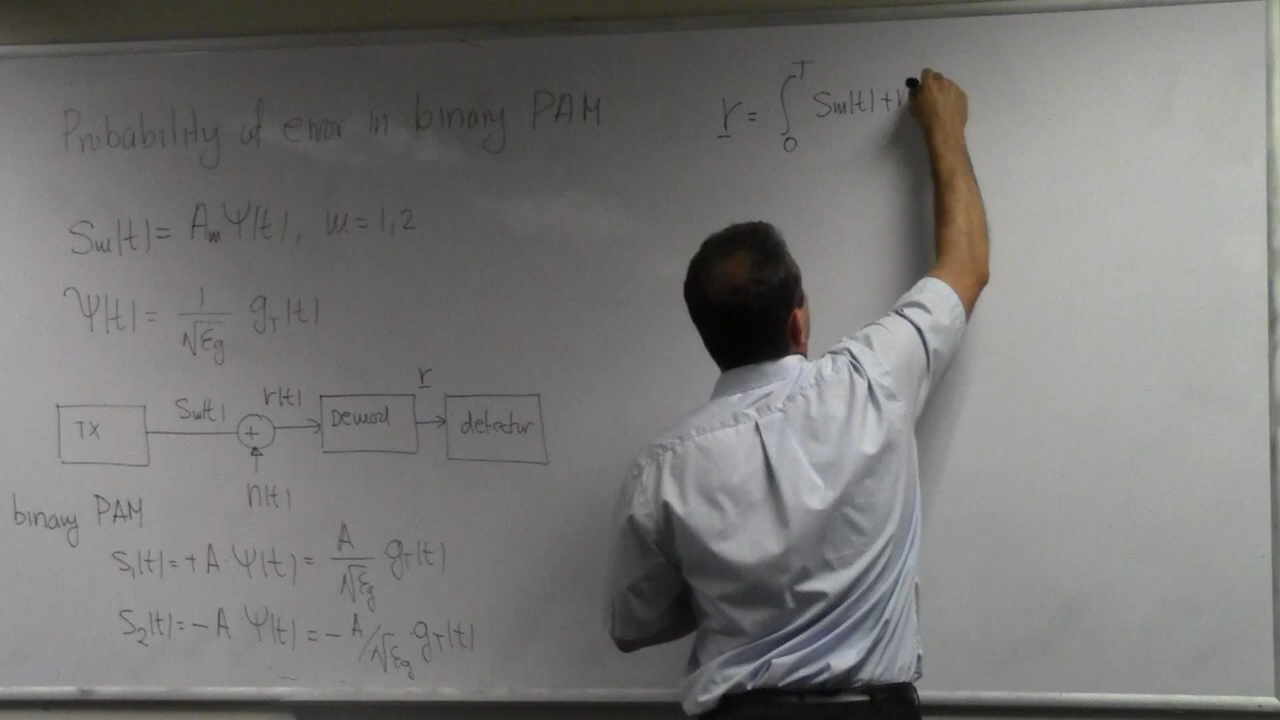 Probability of error in binary PAM
Sm(t) = Am Ψ(t), m = 1, 2
Ψ(t) = 1/√εg gT(t)
TX Sm(t) + r(t) Demod r detector
n(t)
binary PAM
S1(t) = +A · Ψ(t) = A/√εg gT(t)
S2(t) = -A · Ψ(t) = -A/√εg · gT(t)
r = ∫0^T Sm(t) +